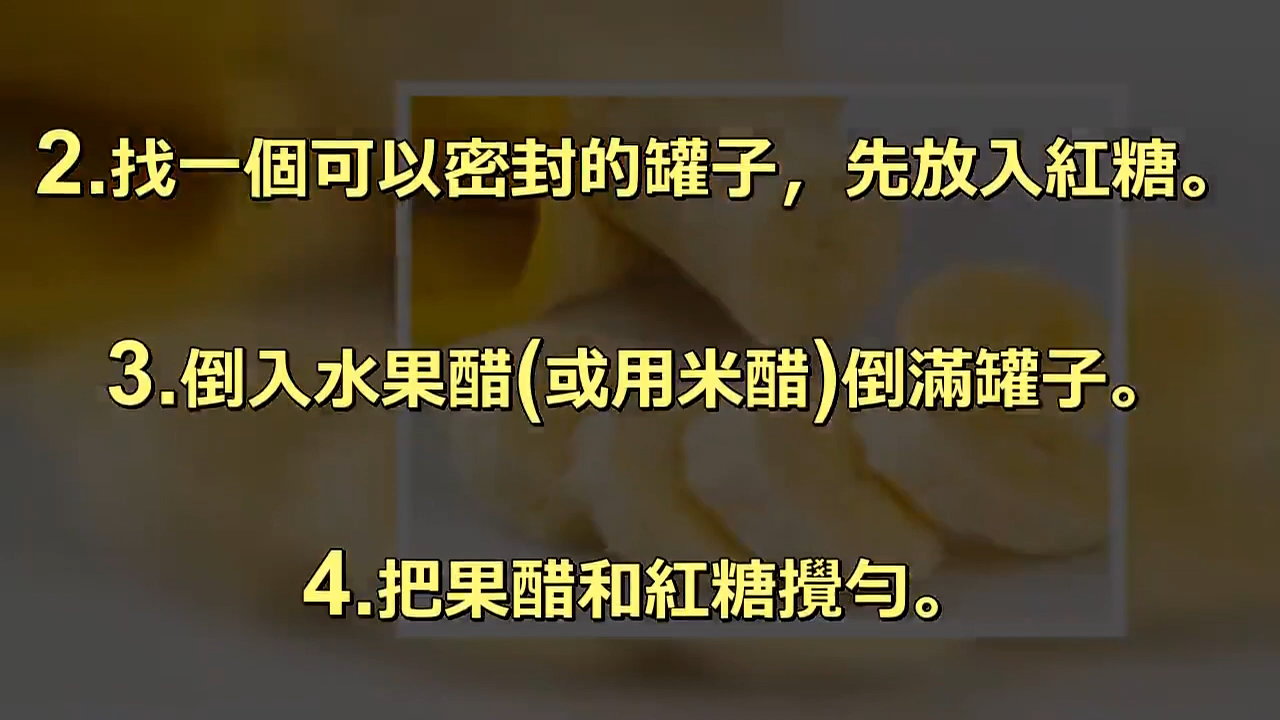 2.找一個可以密封的罐子，先放入紅糖。
3.倒入水果醋(或用米醋)倒滿罐子。
4.把果醋和紅糖攪勻。